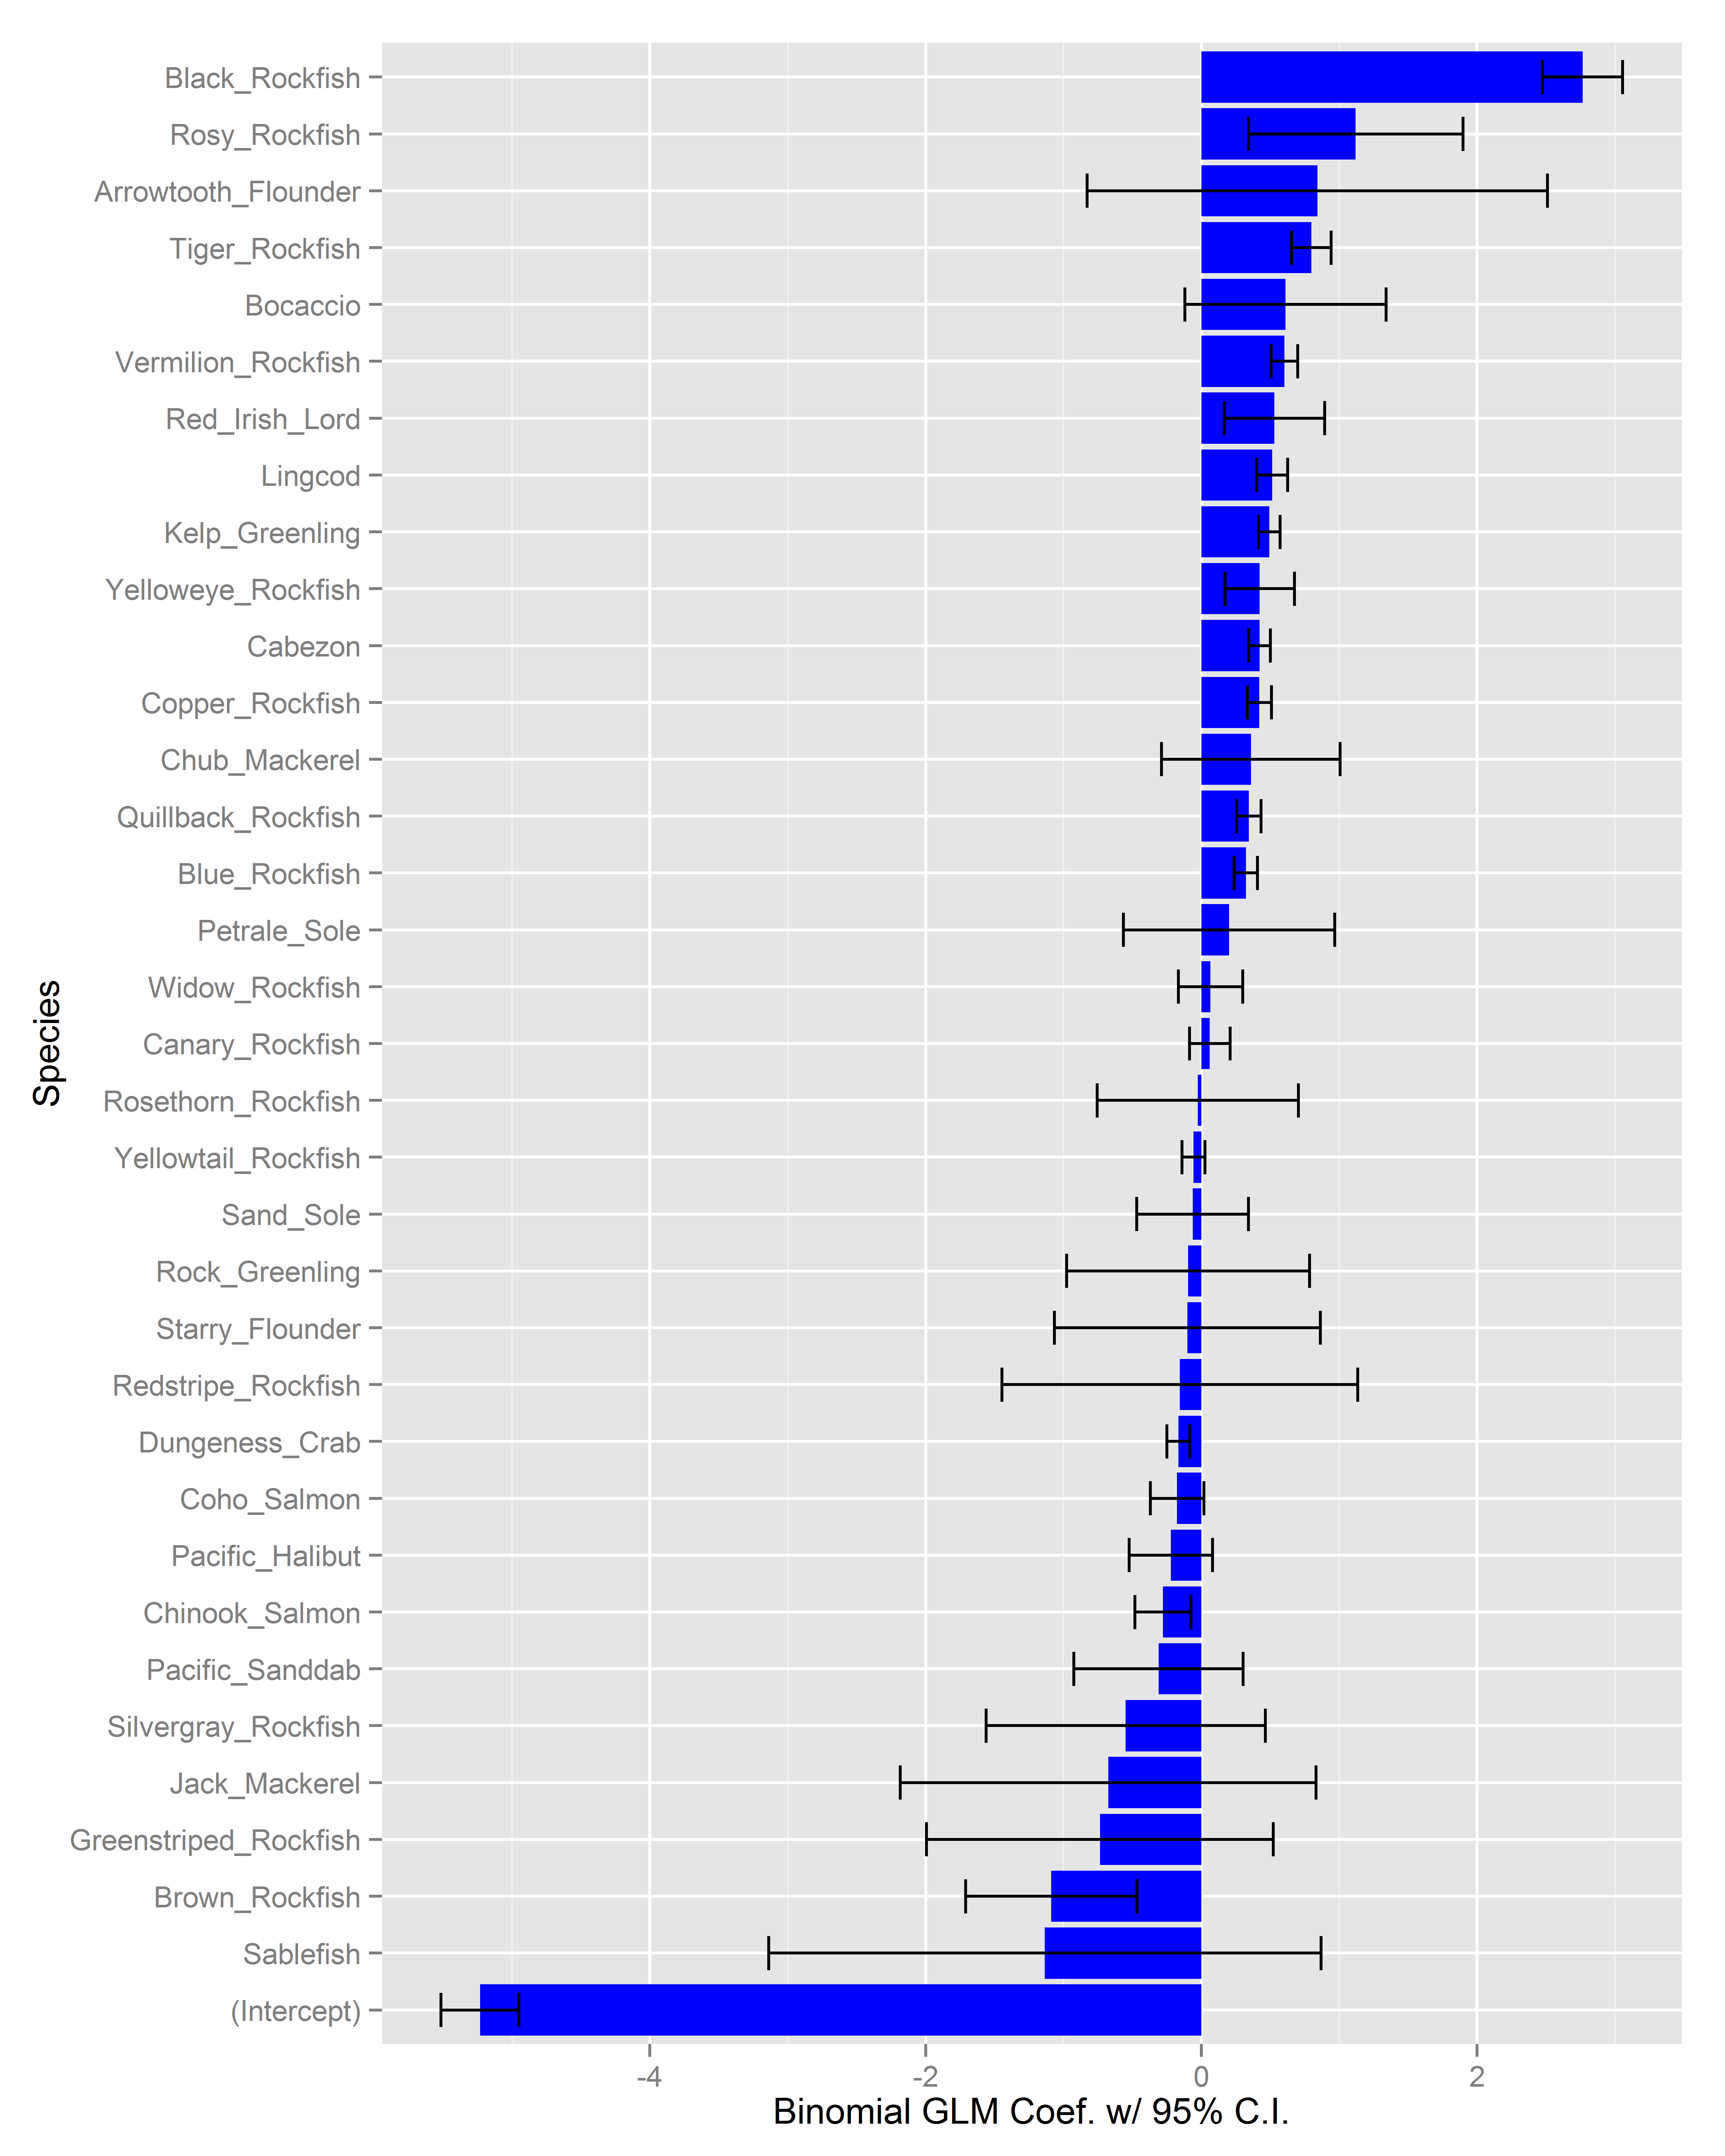 Black_Rockfish
Rosy_Rockfish
Arrowtooth_Flounder
Tiger_Rockfish
Bocaccio
Vermilion_Rockfish
Red_Irish_Lord
Lingcod
Kelp_Greenling
Yelloweye_Rockfish
Cabezon
Copper_Rockfish
Chub_Mackerel
Quillback_Rockfish
Blue_Rockfish
Petrale_Sole
Widow_Rockfish
Canary_Rockfish
Rosethorn_Rockfish
Yellowtail_Rockfish
Sand_Sole
Rock_Greenling
Starry_Flounder
Redstripe_Rockfish
Dungeness_Crab
Coho_Salmon
Pacific_Halibut
Chinook_Salmon
Pacific_Sanddab
Silvergray_Rockfish
Jack_Mackerel
Greenstriped_Rockfish
Brown_Rockfish
Sablefish
(Intercept)
Species
-4 -2 0 2
Binomial GLM Coef. w/ 95% C.I.